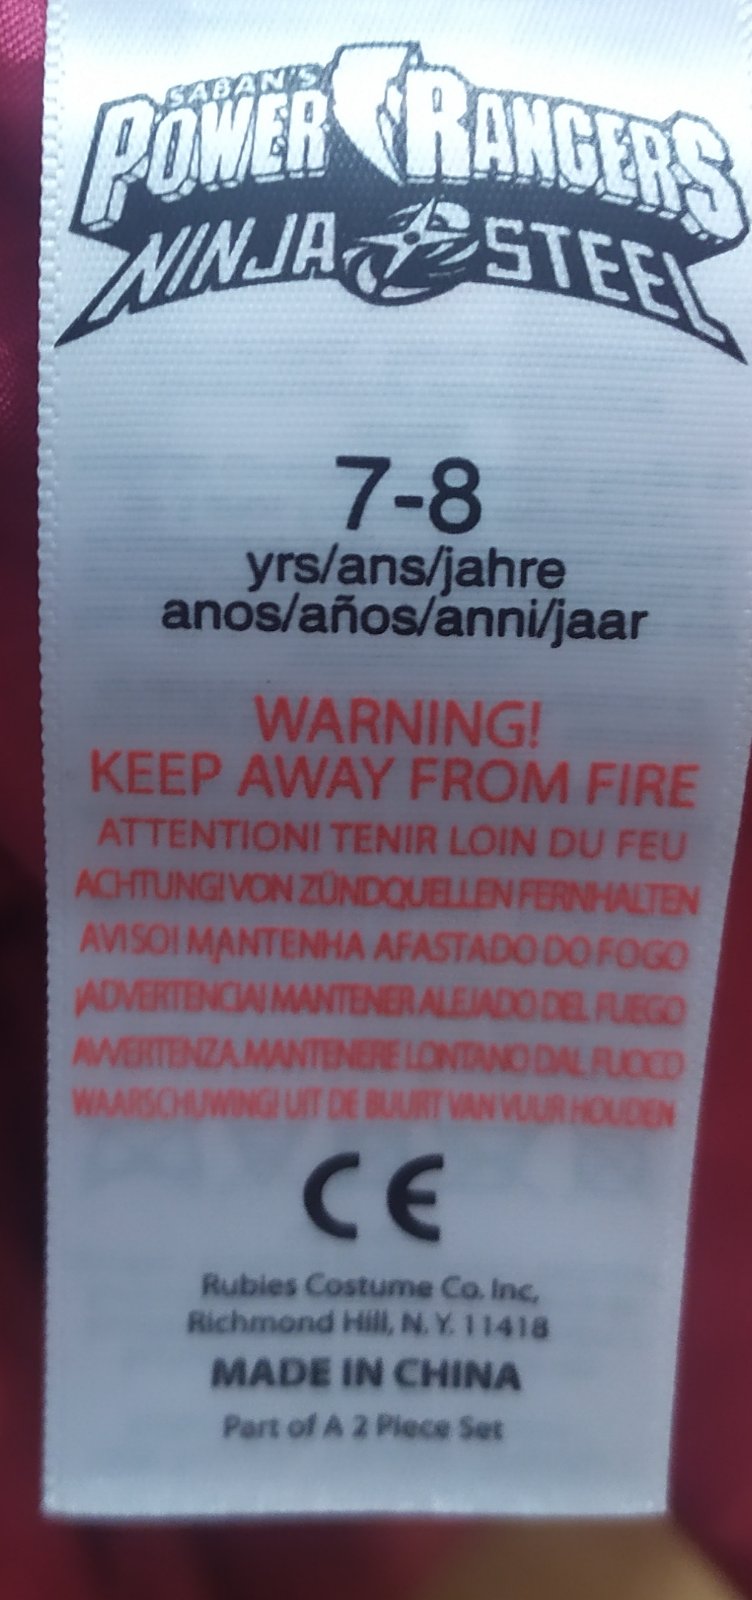 SABAN'S
POWER RANGERS
NINJA STEEL
7-8
yrs/ans/jahre
anos/años/anni/jaar
WARNING!
KEEP AWAY FROM FIRE
ATTENTION! TENIR LOIN DU FEU
ACHTUNG! VON ZÜNDQUELLEN FERNHALTEN
AVISO! MANTENHA AFASTADO DO FOGO
¡ADVERTENCIA! MANTENER ALEJADO DEL FUEGO
AVVERTENZA. MANTENERE LONTANO DAL FUOCO
WAARSCHUWING! UIT DE BUURT VAN VUUR HOUDEN
CE
Rubies Costume Co. Inc,
Richmond Hill, N.Y. 11418
MADE IN CHINA
Part of A 2 Piece Set